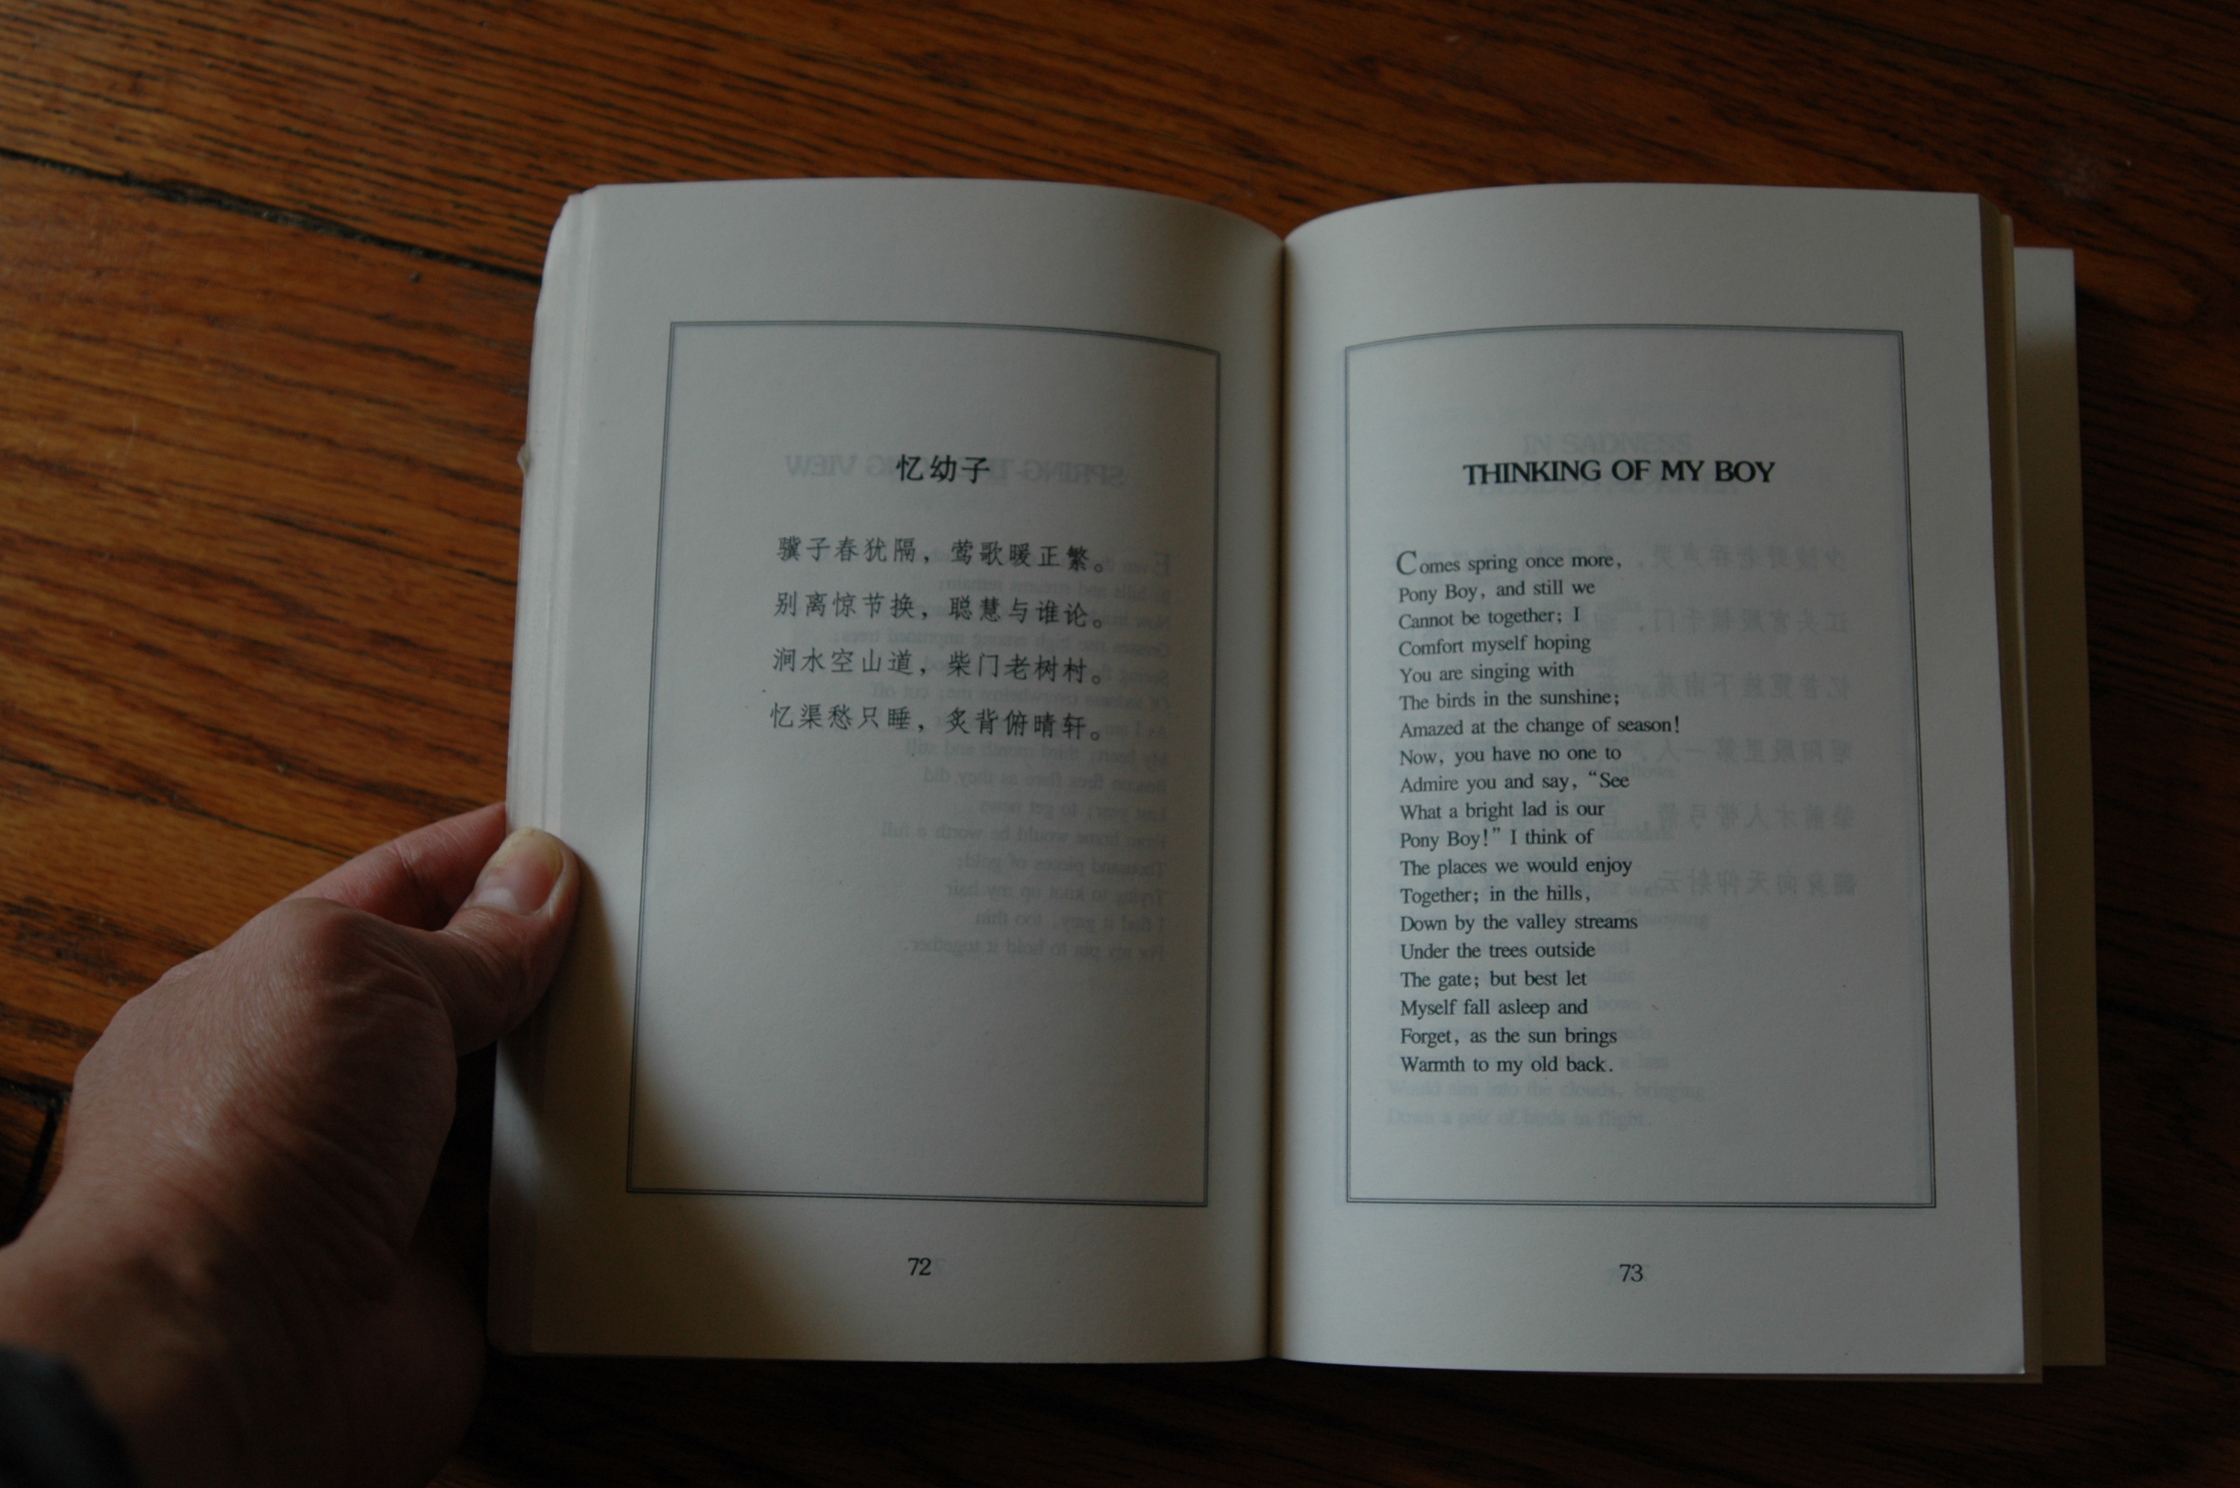 忆幼子
骥子春犹隔，莺歌暖正繁。
别离惊节换，聪慧与谁论。
涧水空山道，柴门老树村。
忆渠愁只睡，炙背俯晴轩。
72
THINKING OF MY BOY
Comes spring once more,
Pony Boy, and still we
Cannot be together; I
Comfort myself hoping
You are singing with
The birds in the sunshine;
Amazed at the change of season!
Now, you have no one to
Admire you and say, “See
What a bright lad is our
Pony Boy!” I think of
The places we would enjoy
Together; in the hills,
Down by the valley streams
Under the trees outside
The gate; but best let
Myself fall asleep and
Forget, as the sun brings
Warmth to my old back.
73